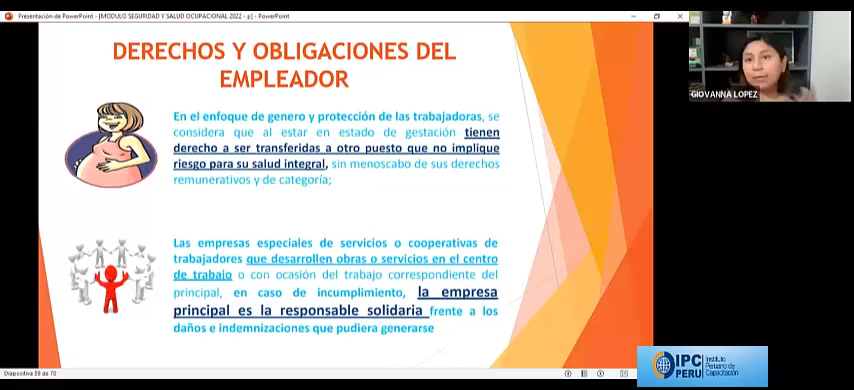 Presentación de PowerPoint - [MODULO SEGURIDAD Y SALUD OCUPACIONAL 2022 - p] - PowerPoint
DERECHOS Y OBLIGACIONES DEL
EMPLEADOR
GIOVANNA LOPEZ
En el enfoque de genero y protección de las trabajadoras, se
considera que al estar en estado de gestación tienen
derecho a ser transferidas a otro puesto que no implique
riesgo para su salud integral, sin menoscabo de sus derechos
remunerativos y de categoría;
Las empresas especiales de servicios o cooperativas de
trabajadores que desarrollen obras o servicios en el centro
de trabajo o con ocasión del trabajo correspondiente del
principal, en caso de incumplimiento, la empresa
principal es la responsable solidaria frente a los
daños e indemnizaciones que pudiera generarse
Diapositiva 59 de 70
IPC
PERU
Instituto
Peruano de
Capacitación